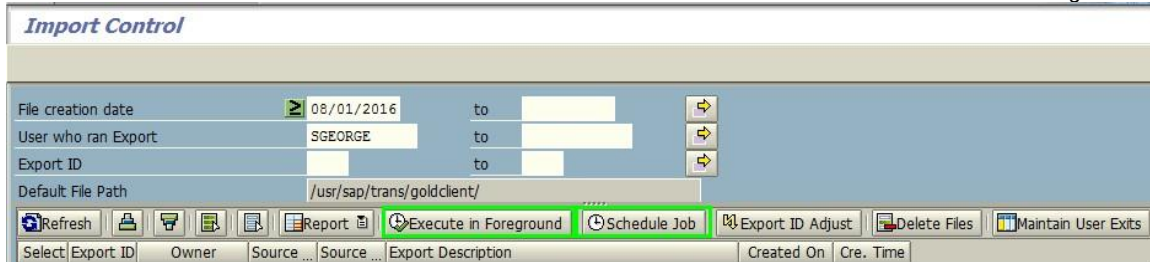 Import Control
File creation date ≥ 08/01/2016 to
User who ran Export SGEORGE to
Export ID to
Default File Path /usr/sap/trans/goldclient/
Refresh Report Execute in Foreground Schedule Job Export ID Adjust Delete Files Maintain User Exits
Select Export ID Owner Source ... Source ... Export Description Created On Cre. Time